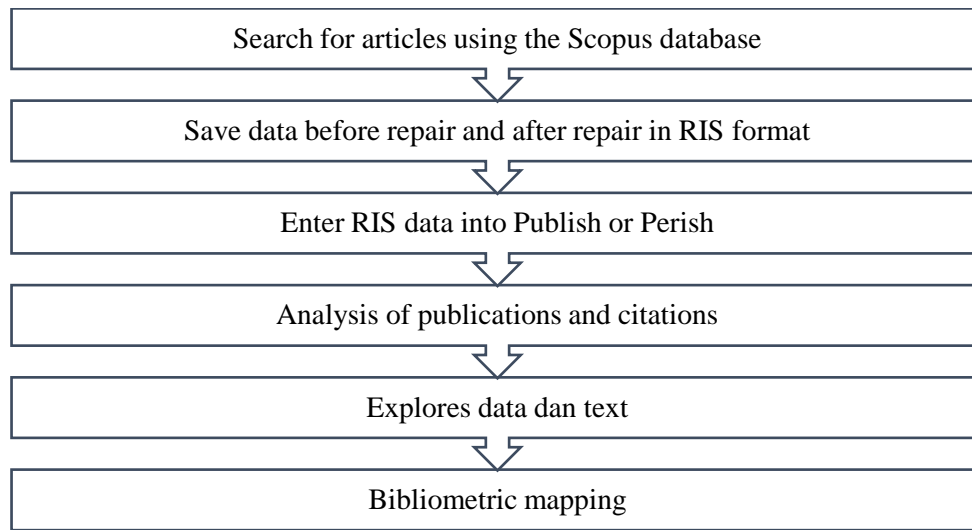 Search for articles using the Scopus database
Save data before repair and after repair in RIS format
Enter RIS data into Publish or Perish
Analysis of publications and citations
Explores data dan text
Bibliometric mapping